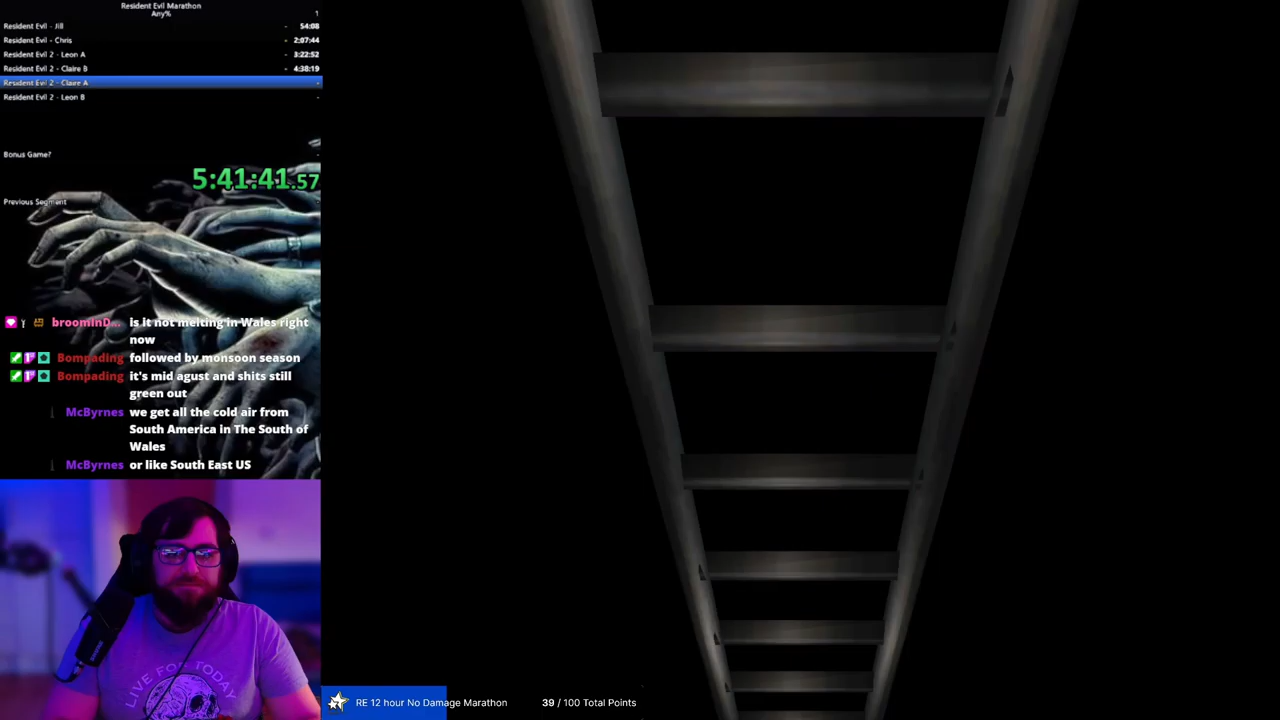 Resident Evil Marathon
Any%
1
Resident Evil - Jill - 54:08
Resident Evil - Chris - 2:07:44
Resident Evil 2 - Leon A - 3:22:52
Resident Evil 2 - Claire B - 4:38:19
Resident Evil 2 - Claire A -
Resident Evil 2 - Leon B -
Bonus Game? -
5:41:41.57
Previous Segment -
broominD... is it not melting in Wales right
now
Bompading followed by monsoon season
Bompading it's mid agust and shits still
green out
McByrnes we get all the cold air from
South America in The South of
Wales
McByrnes or like South East US
LIVE FOR TODAY
RE 12 hour No Damage Marathon 39 / 100 Total Points